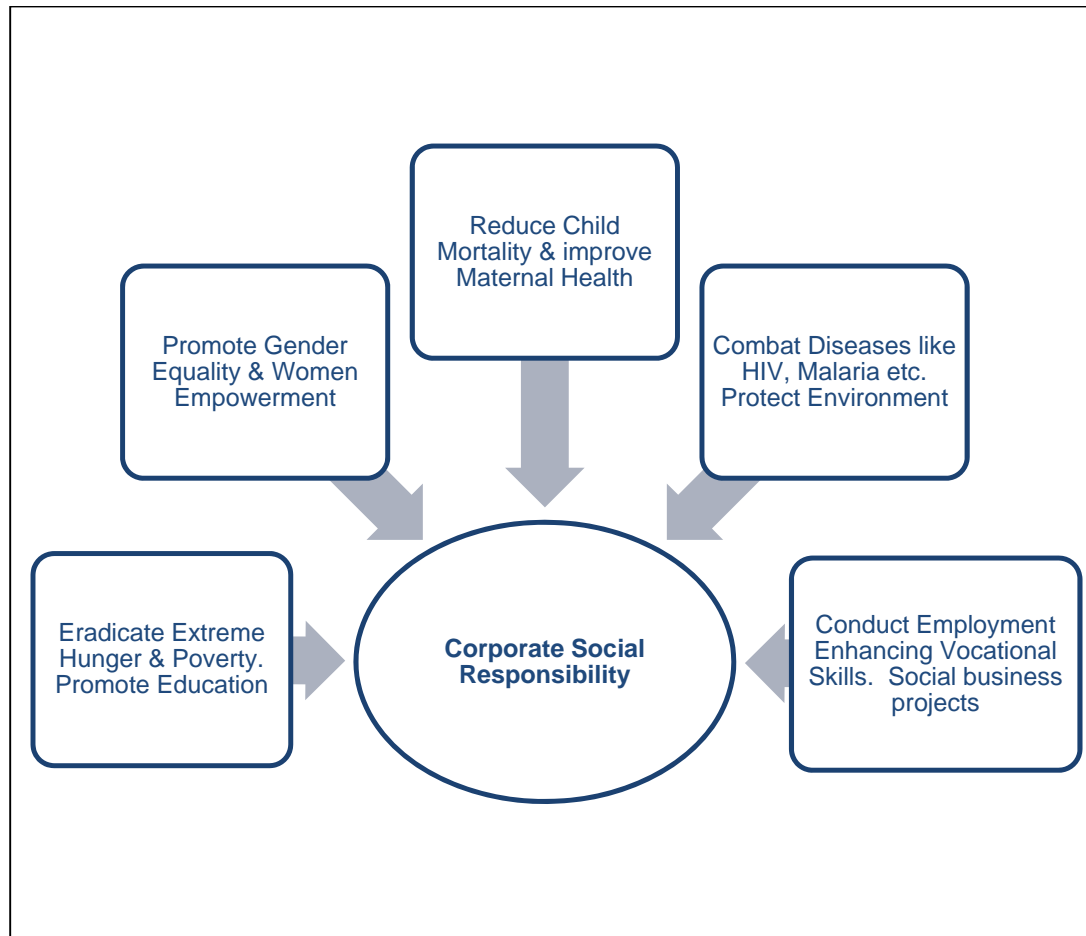 Reduce Child
Mortality & improve
Maternal Health
Promote Gender
Equality & Women
Empowerment
Combat Diseases like
HIV, Malaria etc.
Protect Environment
Eradicate Extreme
Hunger & Poverty.
Promote Education
Corporate Social
Responsibility
Conduct Employment
Enhancing Vocational
Skills.  Social business
projects